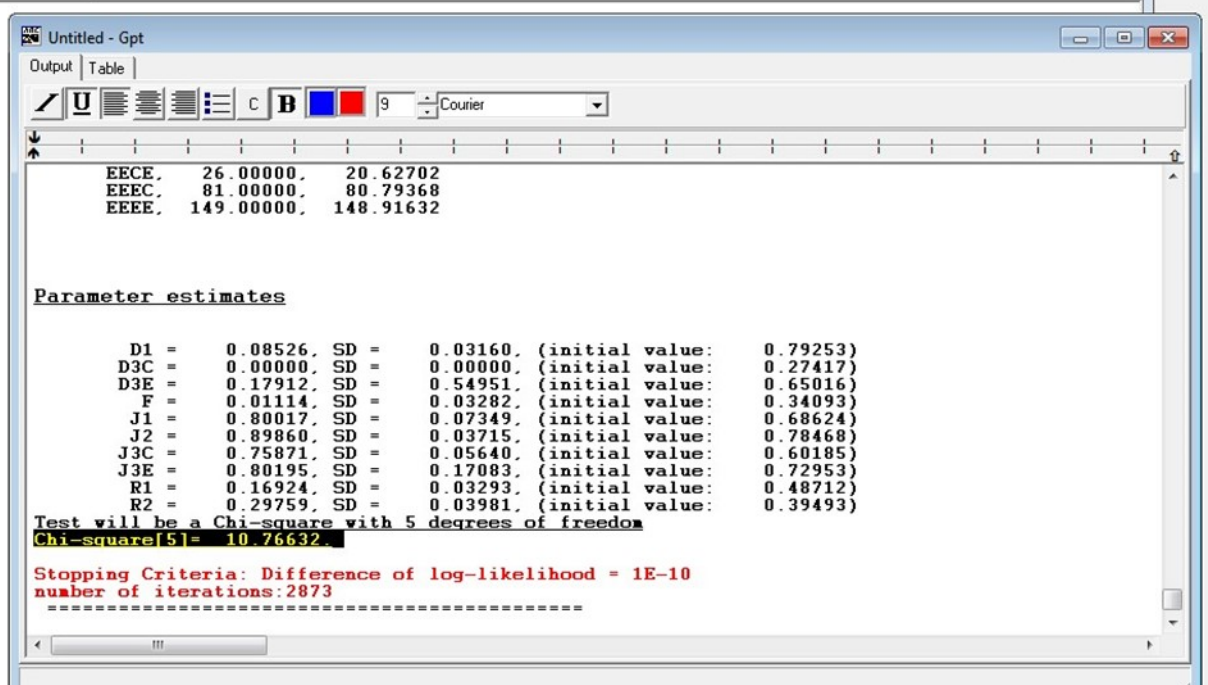 Untitled - Gpt
Output Table
U C B 9 Courier
EECE, 26.00000, 20.62702
EEEC, 81.00000, 80.79368
EEEE, 149.00000, 148.91632
Parameter estimates
D1 = 0.08526, SD = 0.03160, (initial value: 0.79253)
D3C = 0.00000, SD = 0.00000, (initial value: 0.27417)
D3E = 0.17912, SD = 0.54951, (initial value: 0.65016)
F = 0.01114, SD = 0.03282, (initial value: 0.34093)
J1 = 0.80017, SD = 0.07349, (initial value: 0.68624)
J2 = 0.89860, SD = 0.03715, (initial value: 0.78468)
J3C = 0.75871, SD = 0.05640, (initial value: 0.60185)
J3E = 0.80195, SD = 0.17083, (initial value: 0.72953)
R1 = 0.16924, SD = 0.03293, (initial value: 0.48712)
R2 = 0.29759, SD = 0.03981, (initial value: 0.39493)
Test will be a Chi-square with 5 degrees of freedom
Chi-square[5]= 10.76632.
Stopping Criteria: Difference of log-likelihood = 1E-10
number of iterations:2873
=============================================